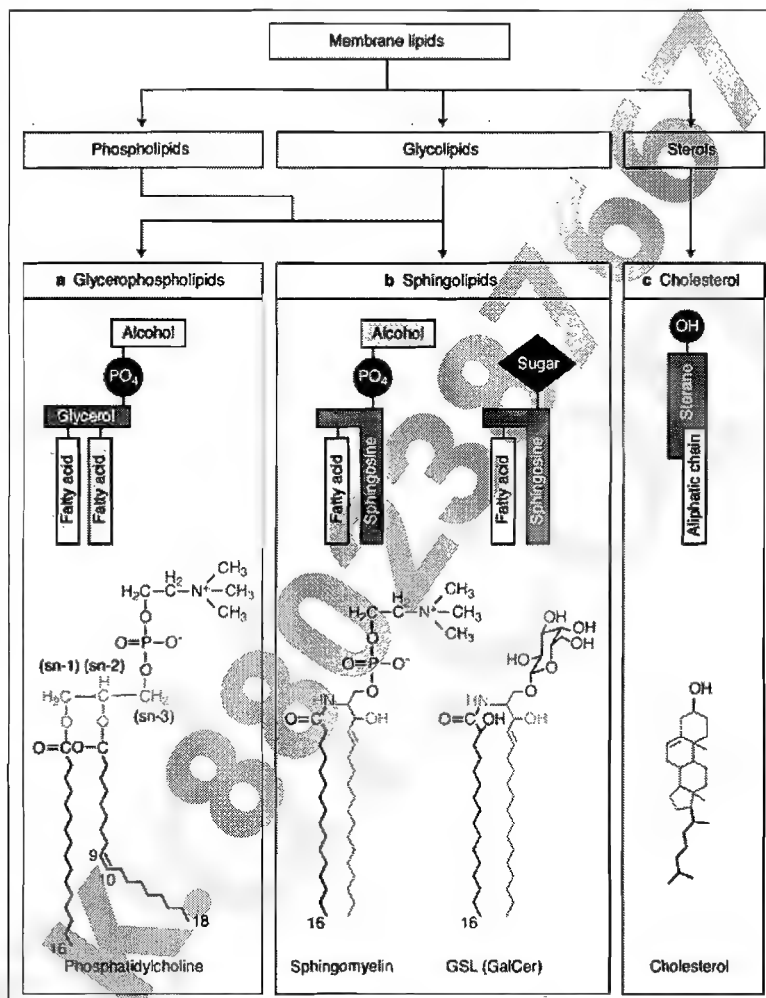 Membrane lipids
Phospholipids
Glycolipids
Sterols
a Glycerophospholipids
b Sphingolipids
c Cholesterol
Alcohol
PO4
Glycerol
Fatty acid
Fatty acid
Alcohol
PO4
Fatty acid
Sphingosine
Sugar
Fatty acid
Sphingosine
OH
Sterane
Aliphatic chain
H2C
H2
C
N+
CH3
CH3
CH3
O
O=P-O-
O
(sn-1) (sn-2)
H
H2C
C
CH2
(sn-3)
O
O
O=C
O=C
9
10
18
16
Phosphatidylcholine
H2C
H2
C
N+
CH3
CH3
CH3
O
O=P-O-
O
HN
O
OH
16
Sphingomyelin
OH
OH
OH
O
HO
O
HN
O
OH
OH
16
GSL (GalCer)
OH
Cholesterol